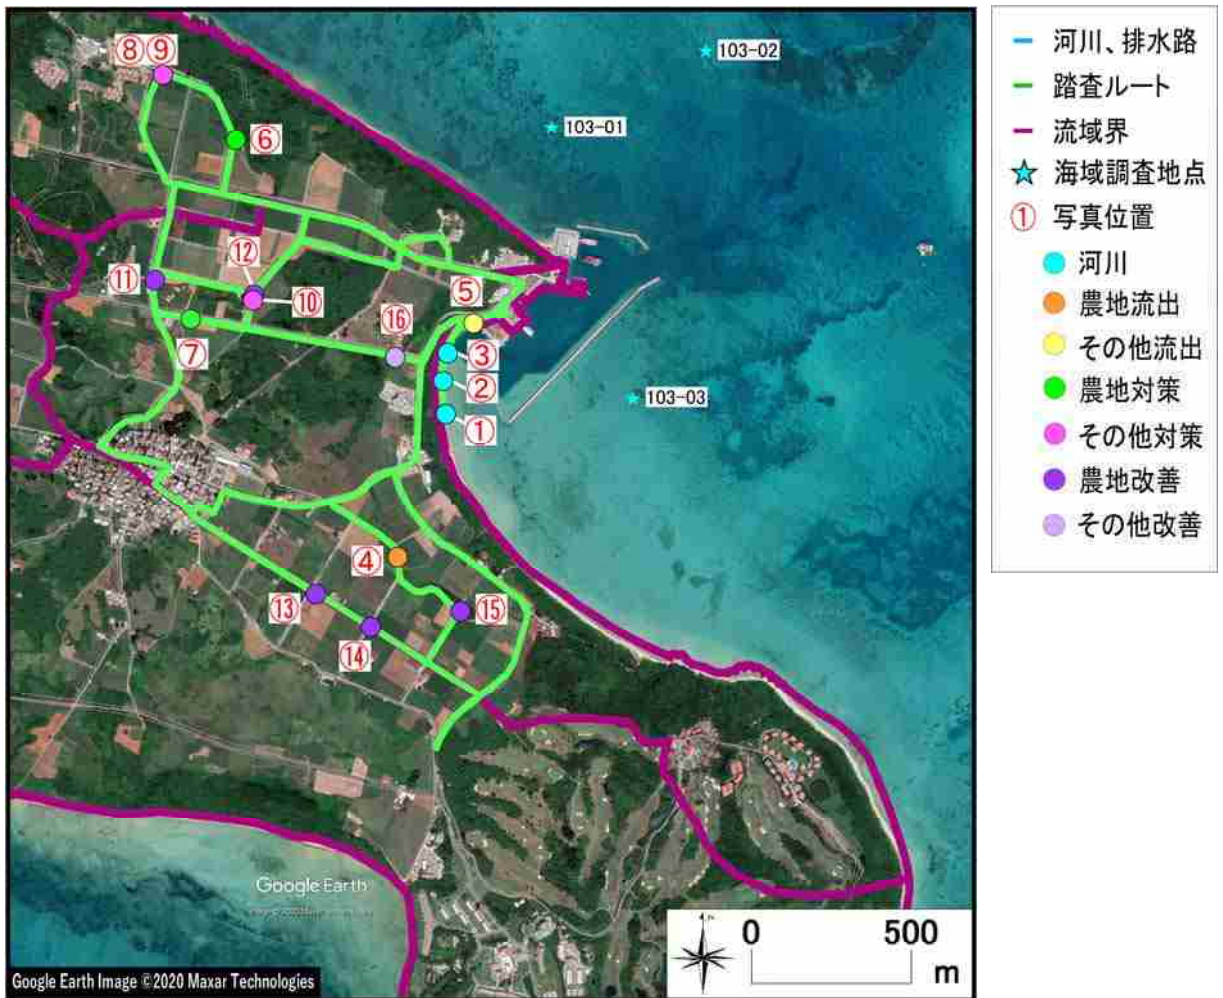 103-02
103-01
⑧⑨
⑥
⑫
⑪
⑩
⑤
⑯
③
⑦
②
103-03
①
④
⑬
⑮
⑭
Google Earth
0 500
m
Google Earth Image ©2020 Maxar Technologies
河川、排水路
踏査ルート
流域界
海域調査地点
① 写真位置
河川
農地流出
その他流出
農地対策
その他対策
農地改善
その他改善